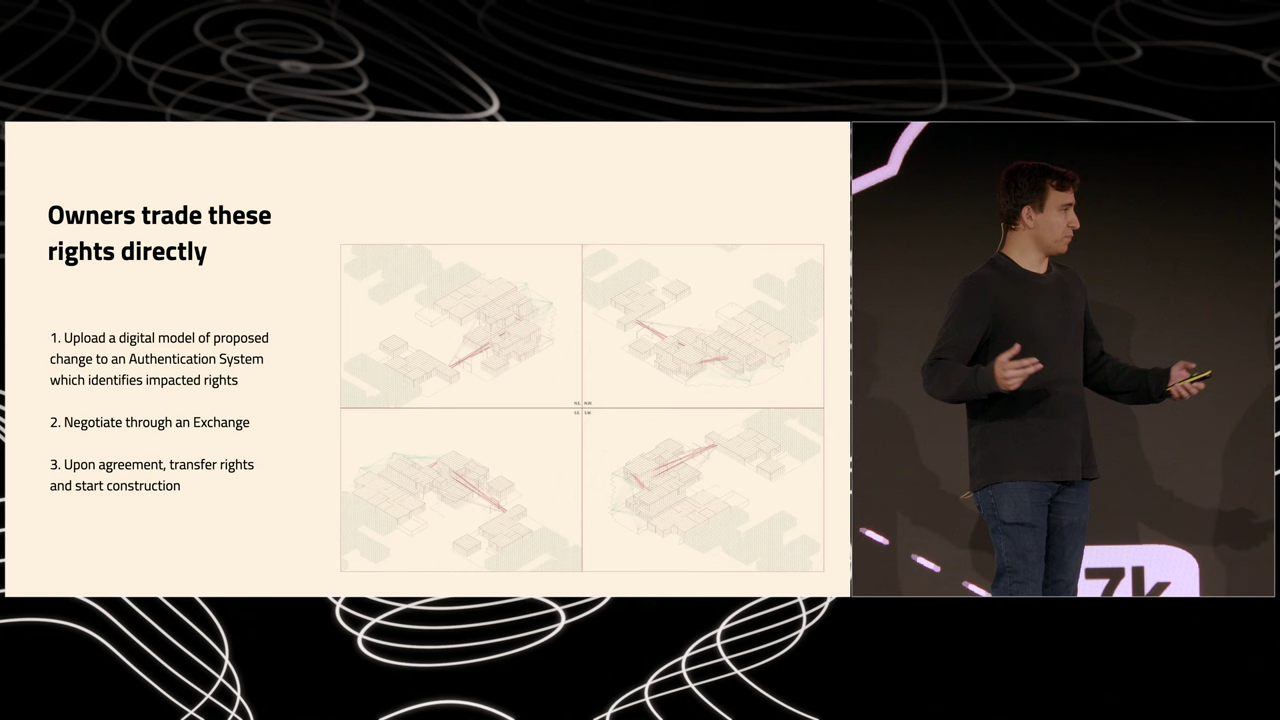 Owners trade these
rights directly
1. Upload a digital model of proposed
change to an Authentication System
which identifies impacted rights
2. Negotiate through an Exchange
3. Upon agreement, transfer rights
and start construction
N.E. N.W.
S.E. S.W.
7k